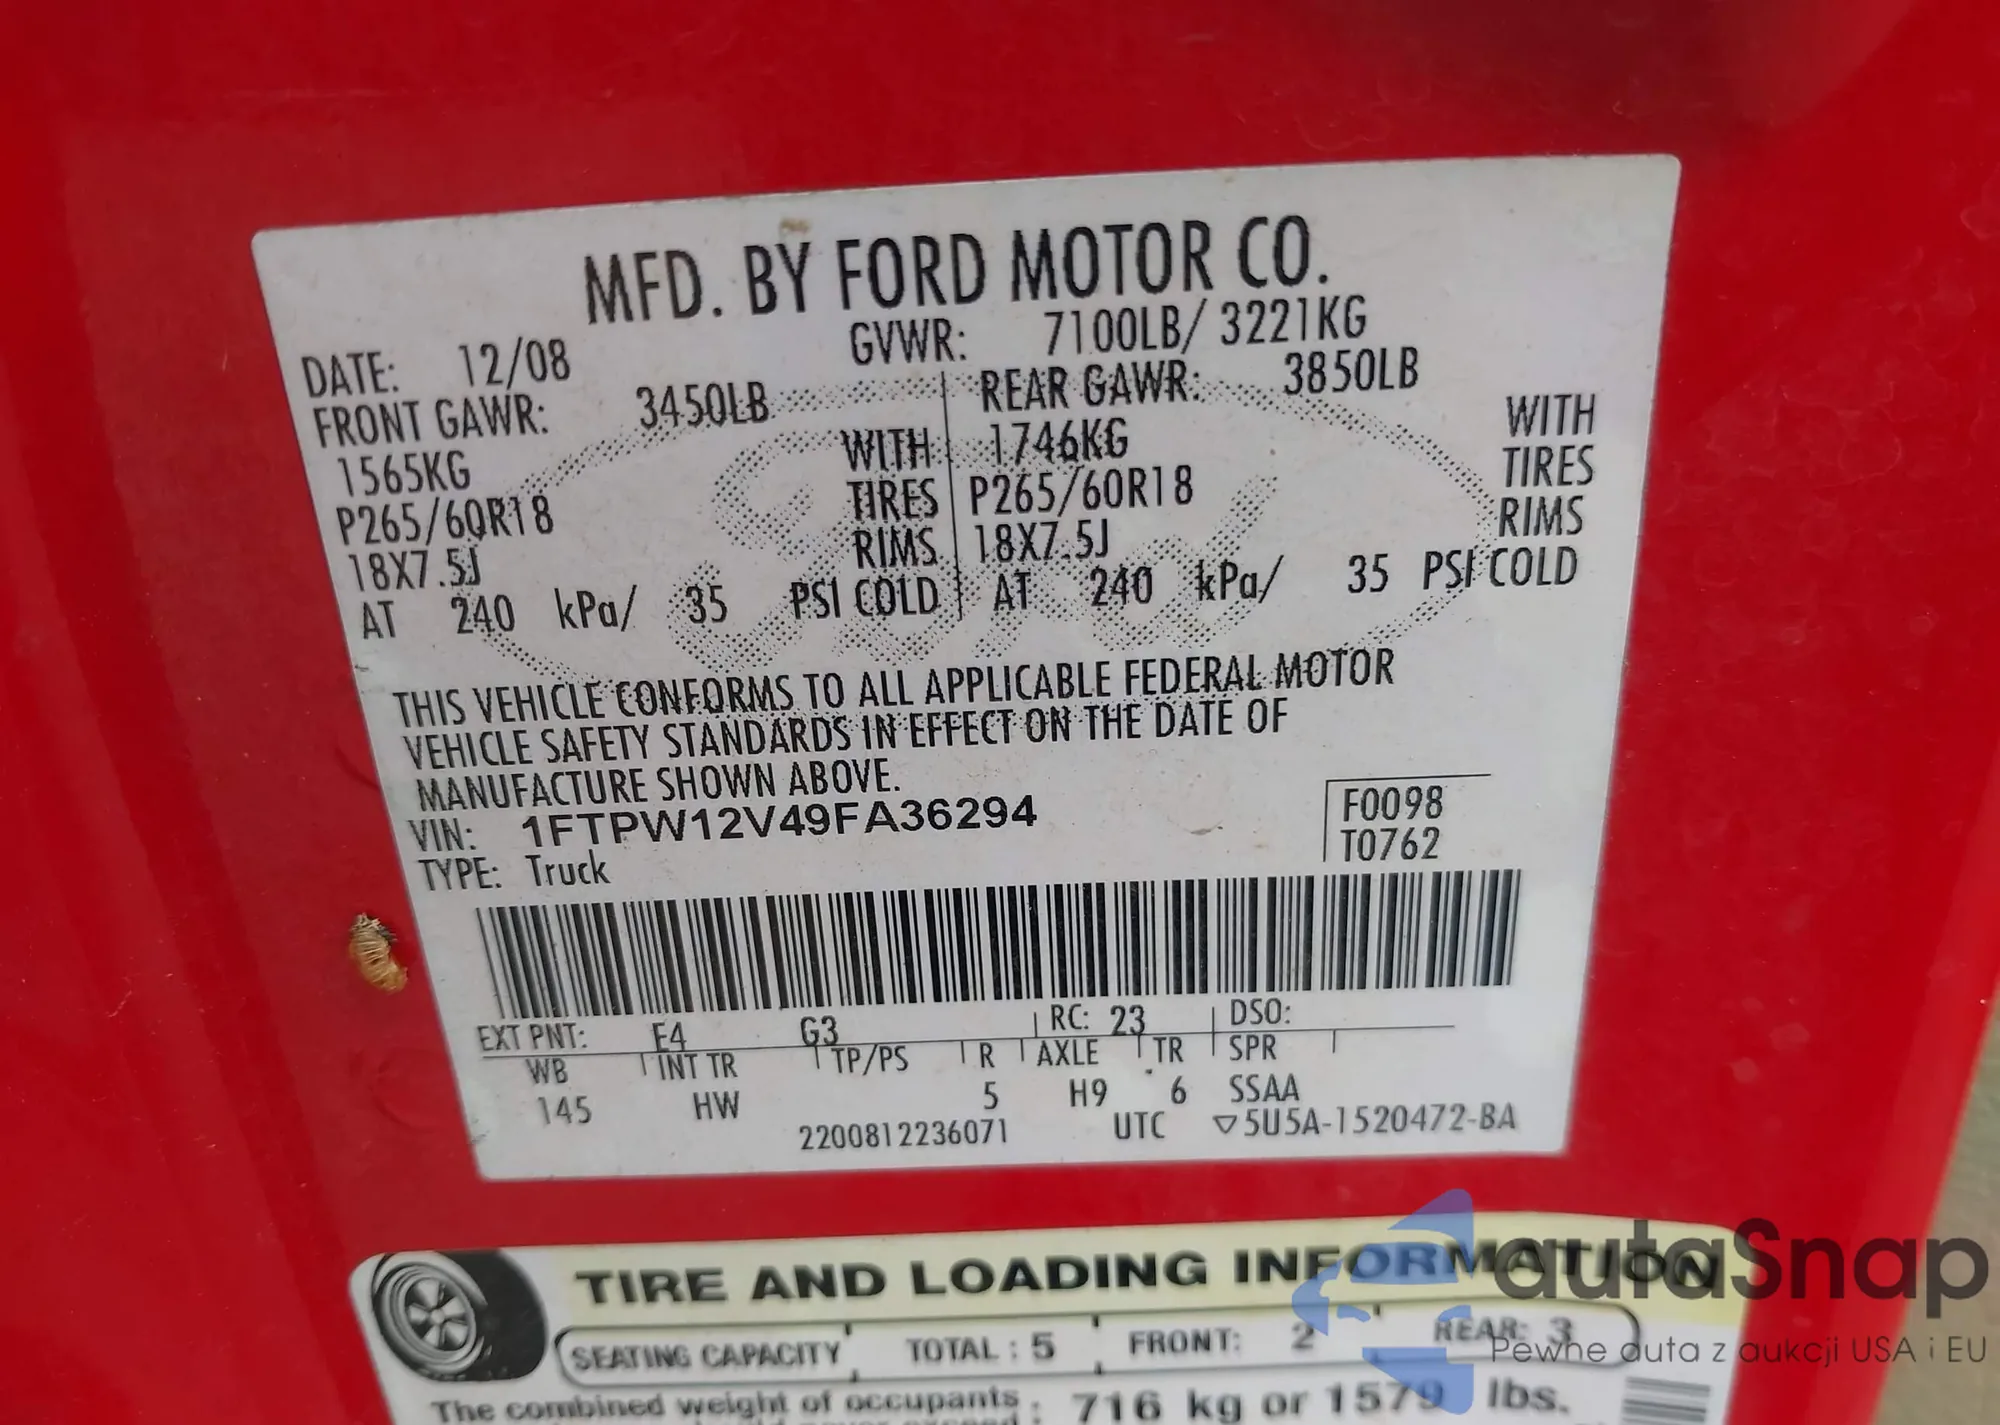 MFD. BY FORD MOTOR CO.
DATE: 12/08 GVWR: 7100LB/ 3221KG
FRONT GAWR: 3450LB REAR GAWR: 3850LB
1565KG WITH 1746KG WITH
P265/60R18 TIRES P265/60R18 TIRES
18X7.5J RIMS 18X7.5J RIMS
AT 240 kPa/ 35 PSI COLD AT 240 kPa/ 35 PSI COLD
THIS VEHICLE CONFORMS TO ALL APPLICABLE FEDERAL MOTOR
VEHICLE SAFETY STANDARDS IN EFFECT ON THE DATE OF
MANUFACTURE SHOWN ABOVE.
VIN: 1FTPW12V49FA36294 F0098
TYPE: Truck T0762
EXT PNT: E4 G3 RC: 23 DSO:
WB INT TR TP/PS R AXLE TR SPR
145 HW 5 H9 6 SSAA
2200812236071 UTC ▽5U5A-1520472-BA
TIRE AND LOADING INFORMATION
SEATING CAPACITY TOTAL : 5 FRONT: 2 REAR: 3
The combined weight of occupants : 716 kg or 1579 lbs.
autaSnap
Pewne auta z aukcji USA i EU